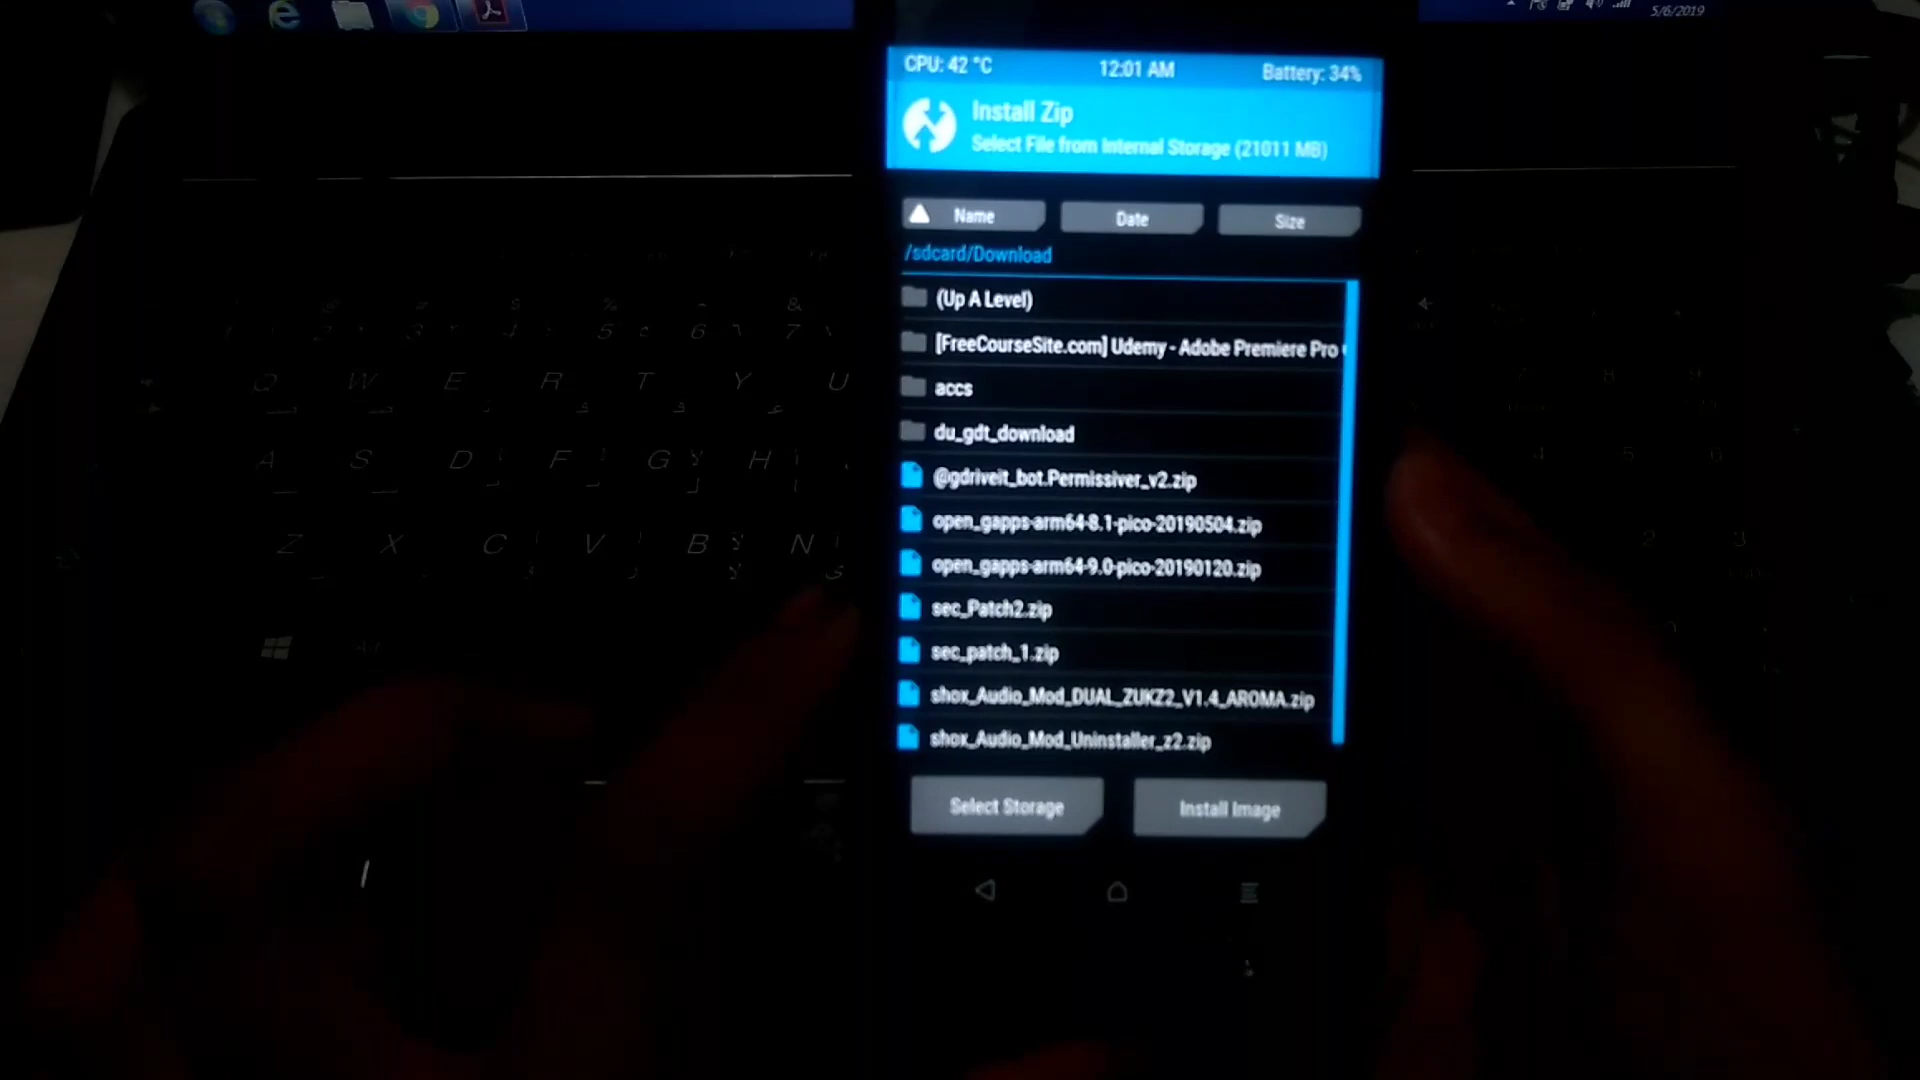 5/6/2019
CPU: 42 °C 12:01 AM Battery: 34%
Install Zip
Select File from Internal Storage (21011 MB)
Name Date Size
/sdcard/Download
(Up A Level)
[FreeCourseSite.com] Udemy - Adobe Premiere Pro
accs
du_gdt_download
@gdriveit_bot.Permissiver_v2.zip
open_gapps-arm64-8.1-pico-20190504.zip
open_gapps-arm64-9.0-pico-20190120.zip
sec_Patch2.zip
sec_patch_1.zip
shox_Audio_Mod_DUAL_ZUKZ2_V1.4_AROMA.zip
shox_Audio_Mod_Uninstaller_z2.zip
Select Storage Install Image
5 6 7
Q W E R T Y U
A S D F G H
Z X C V B N